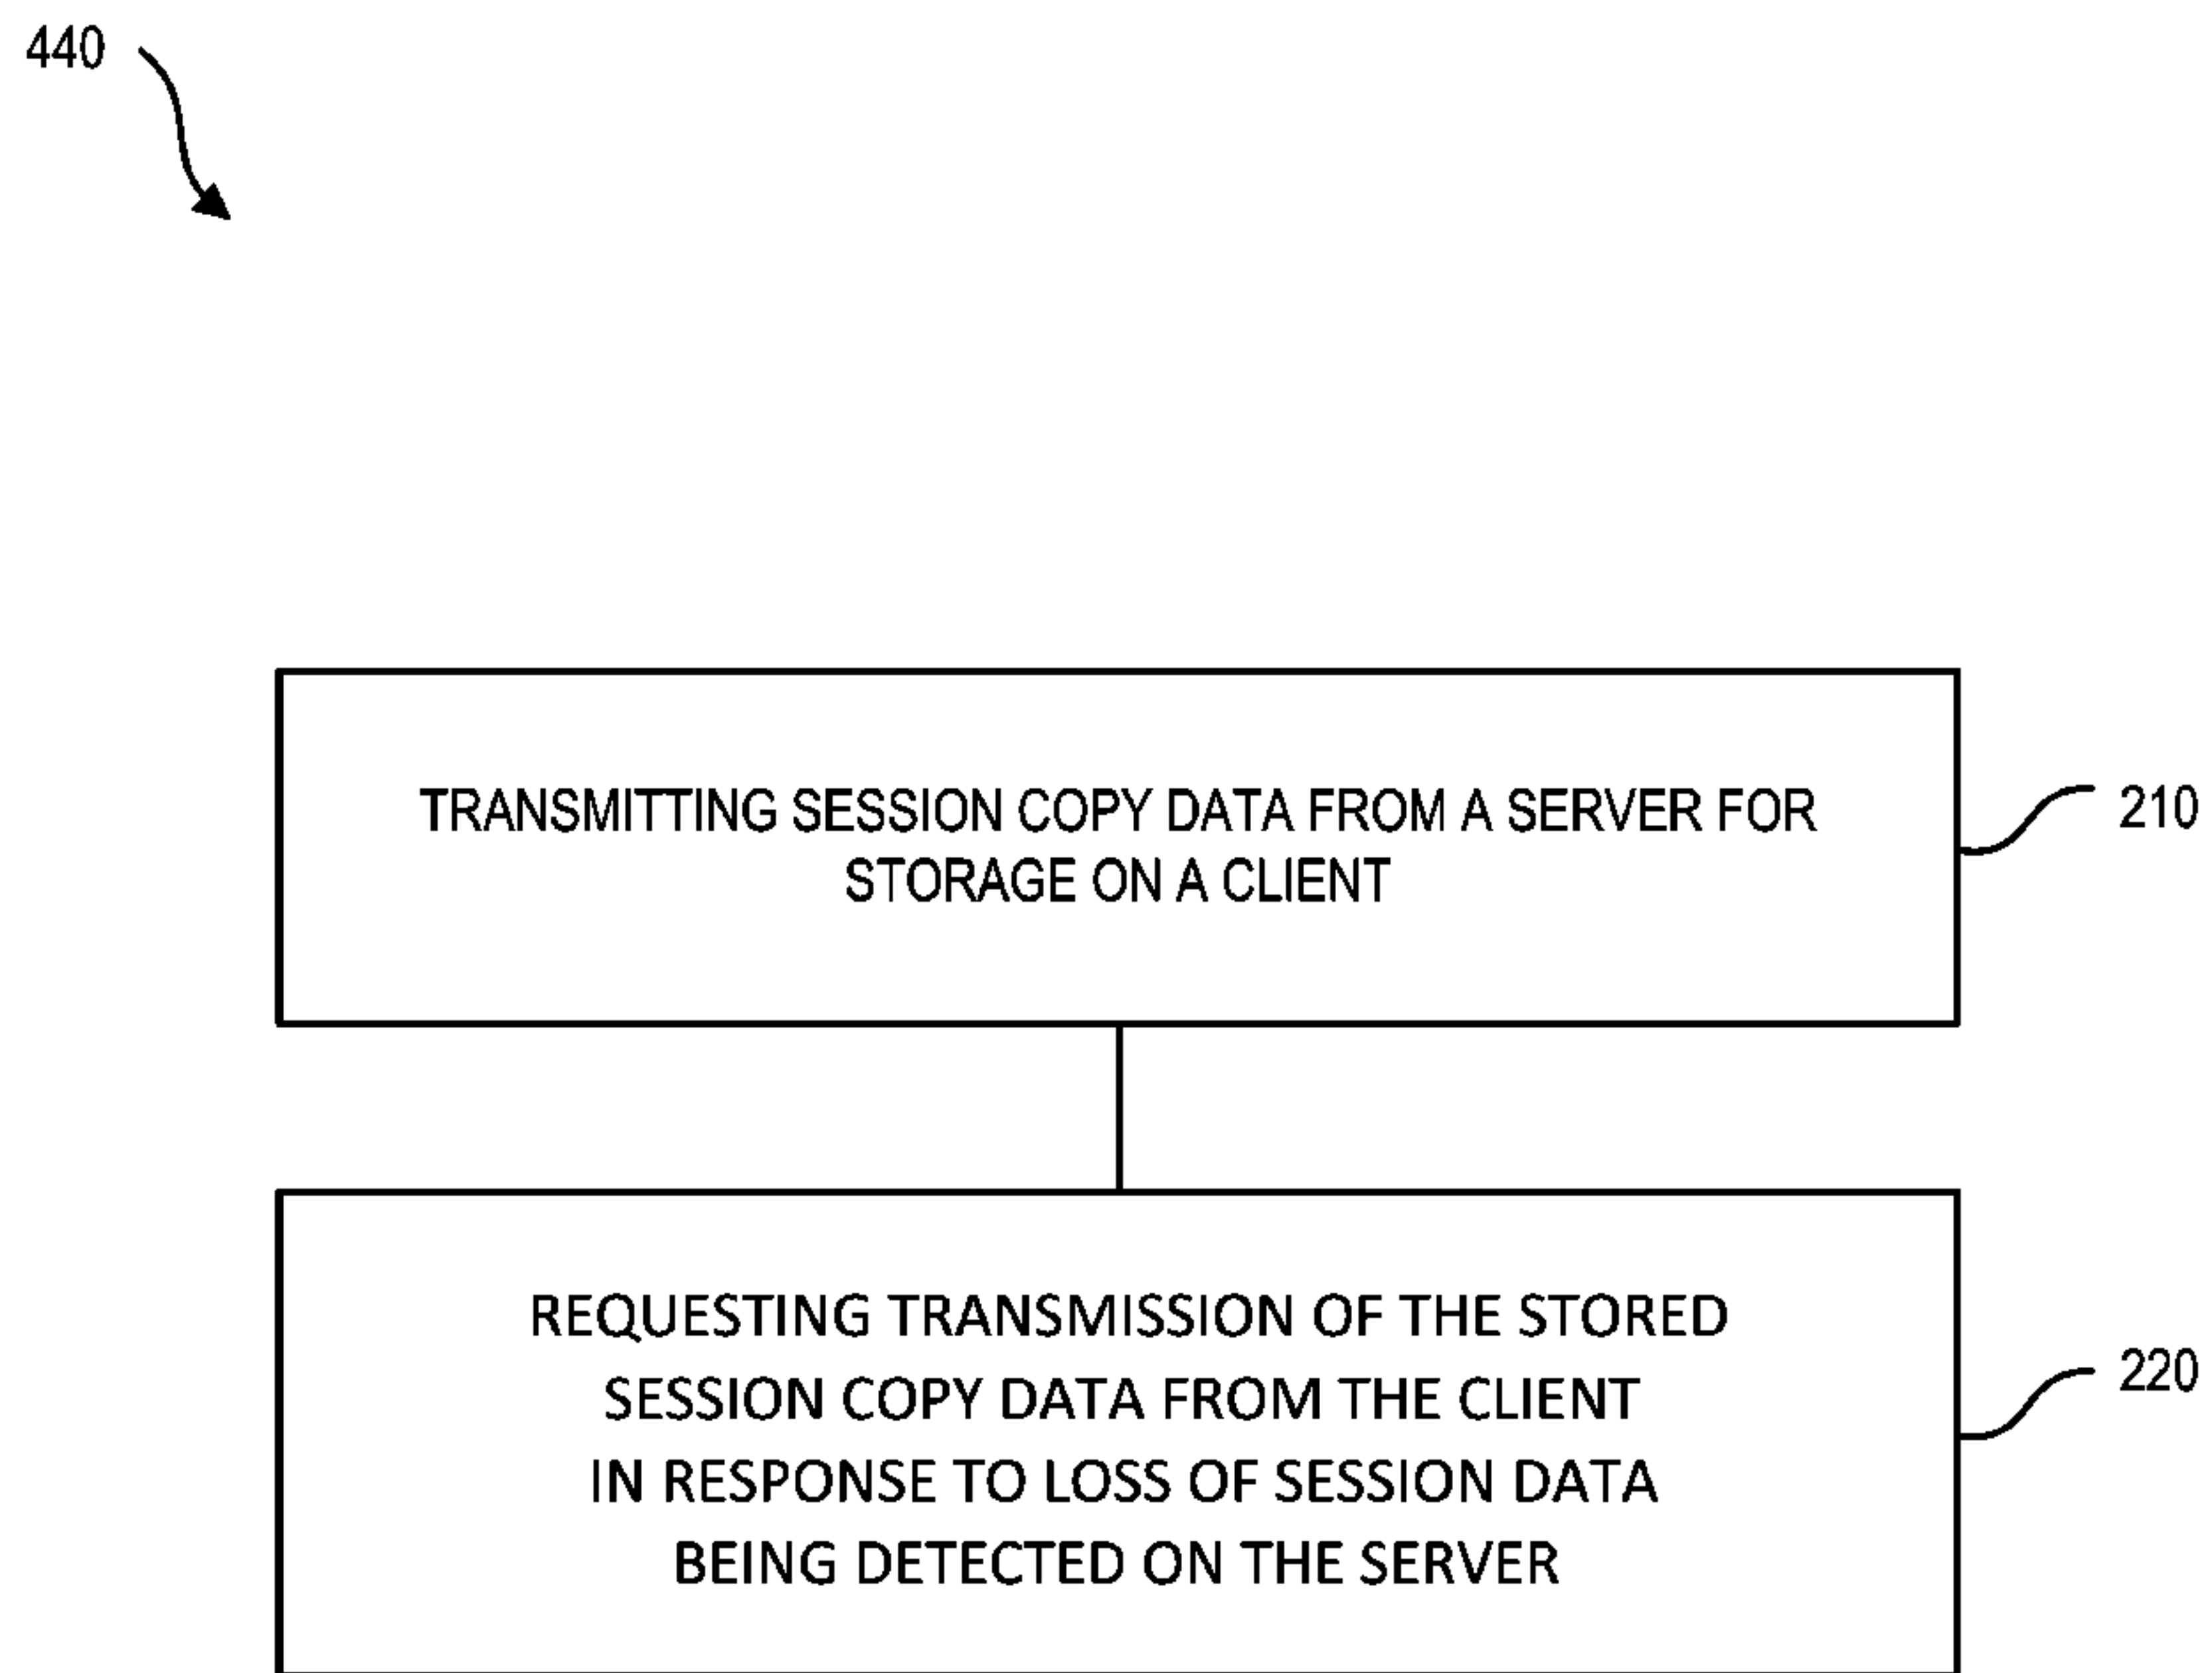 440
TRANSMITTING SESSION COPY DATA FROM A SERVER FOR
STORAGE ON A CLIENT
210
REQUESTING TRANSMISSION OF THE STORED
SESSION COPY DATA FROM THE CLIENT
IN RESPONSE TO LOSS OF SESSION DATA
BEING DETECTED ON THE SERVER
220